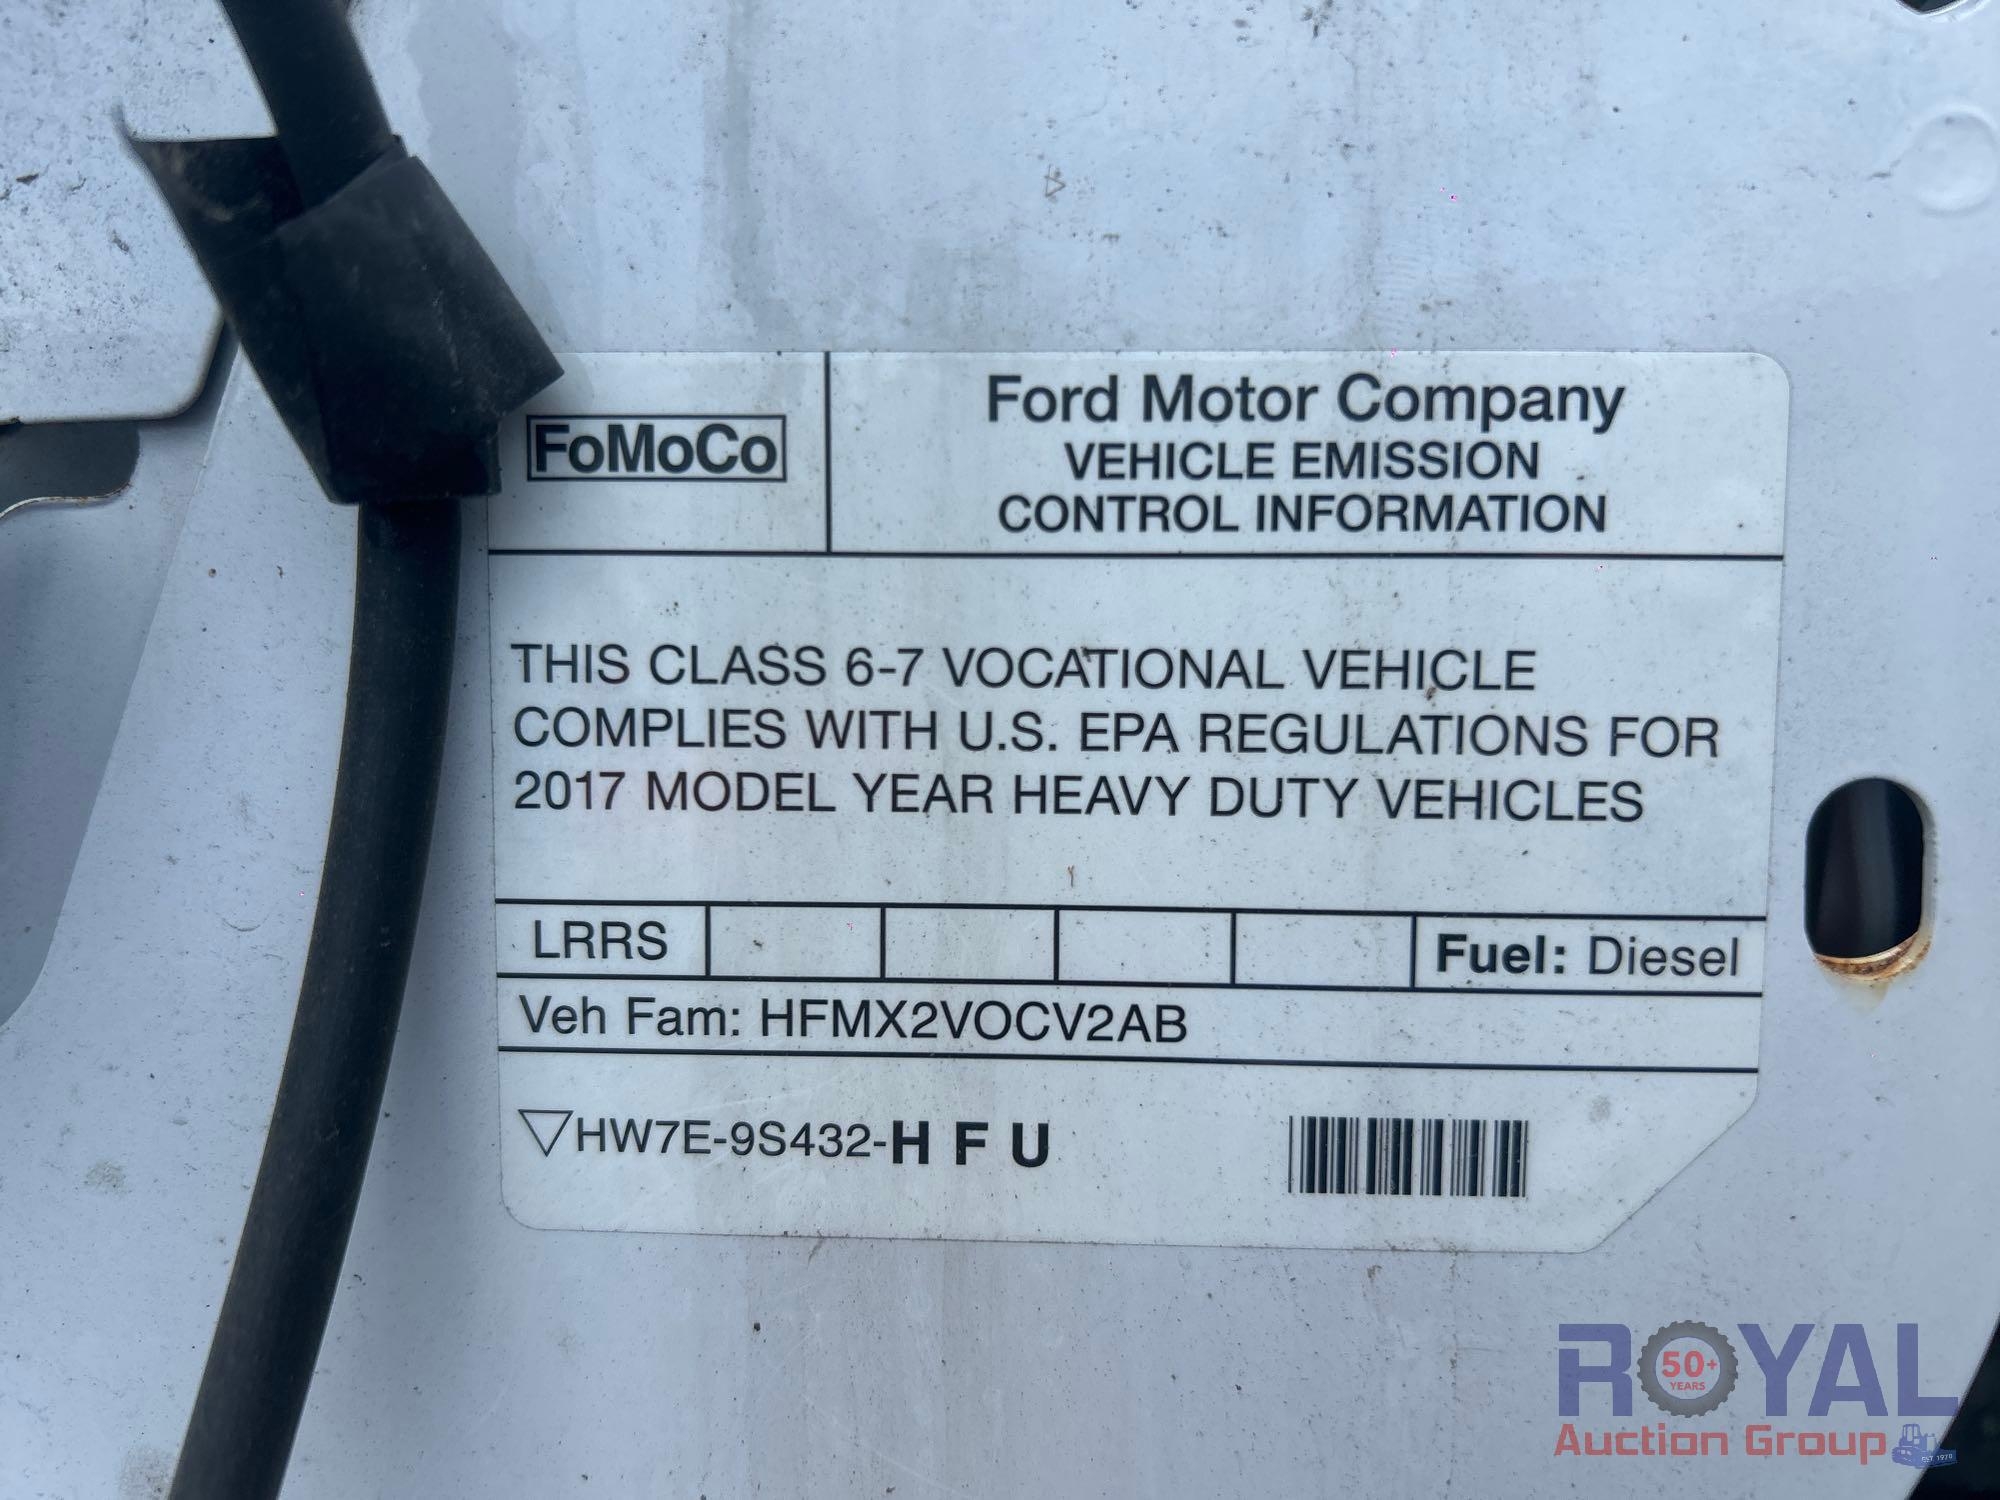 FoMoCo
Ford Motor Company
VEHICLE EMISSION
CONTROL INFORMATION
THIS CLASS 6-7 VOCATIONAL VEHICLE
COMPLIES WITH U.S. EPA REGULATIONS FOR
2017 MODEL YEAR HEAVY DUTY VEHICLES
LRRS
Fuel: Diesel
Veh Fam: HFMX2VOCV2AB
HW7E-9S432-H F U
ROYAL
50+
YEARS
Auction Group
EST 1970